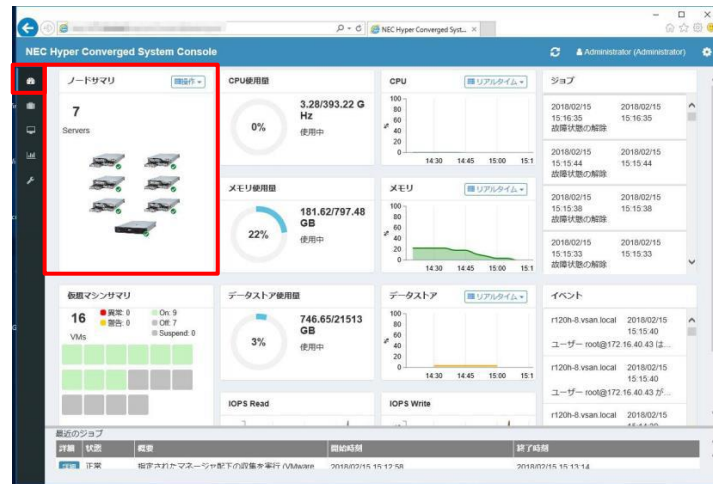 NEC Hyper Converged Syst...
NEC Hyper Converged System Console
Administrator (Administrator)
ノードサマリ
操作
7
Servers
CPU使用量
0%
3.28/393.22 G
Hz
使用中
CPU
リアルタイム
100
80
60
40
20
0
%
14:30 14:45 15:00 15:1
ジョブ
2018/02/15 2018/02/15
15:16:35 15:16:35
故障状態の解除
2018/02/15 2018/02/15
15:15:44 15:15:44
故障状態の解除
2018/02/15 2018/02/15
15:15:38 15:15:38
故障状態の解除
2018/02/15 2018/02/15
15:15:33 15:15:33
故障状態の解除
メモリ使用量
22%
181.62/797.48
GB
使用中
メモリ
リアルタイム
100
80
60
40
20
0
%
14:30 14:45 15:00 15:1
仮想マシンサマリ
16
VMs
異常: 0
警告: 0
On: 9
Off: 7
Suspend: 0
データストア使用量
3%
746.65/21513
GB
使用中
データストア
リアルタイム
100
80
60
40
20
0
%
14:30 14:45 15:00 15:1
イベント
r120h-8.vsan.local 2018/02/15
15:15:40
ユーザー root@172.16.40.43 は...
r120h-8.vsan.local 2018/02/15
15:15:40
ユーザー root@172.16.40.43 が...
r120h-8.vsan.local 2018/02/15
IOPS Read
IOPS Write
最近のジョブ
詳細 状態 概要 開始時刻 終了時刻
詳細 正常 指定されたマネージャ配下の収集を実行 (VMware 2018/02/15 15:12:58 2018/02/15 15:13:14